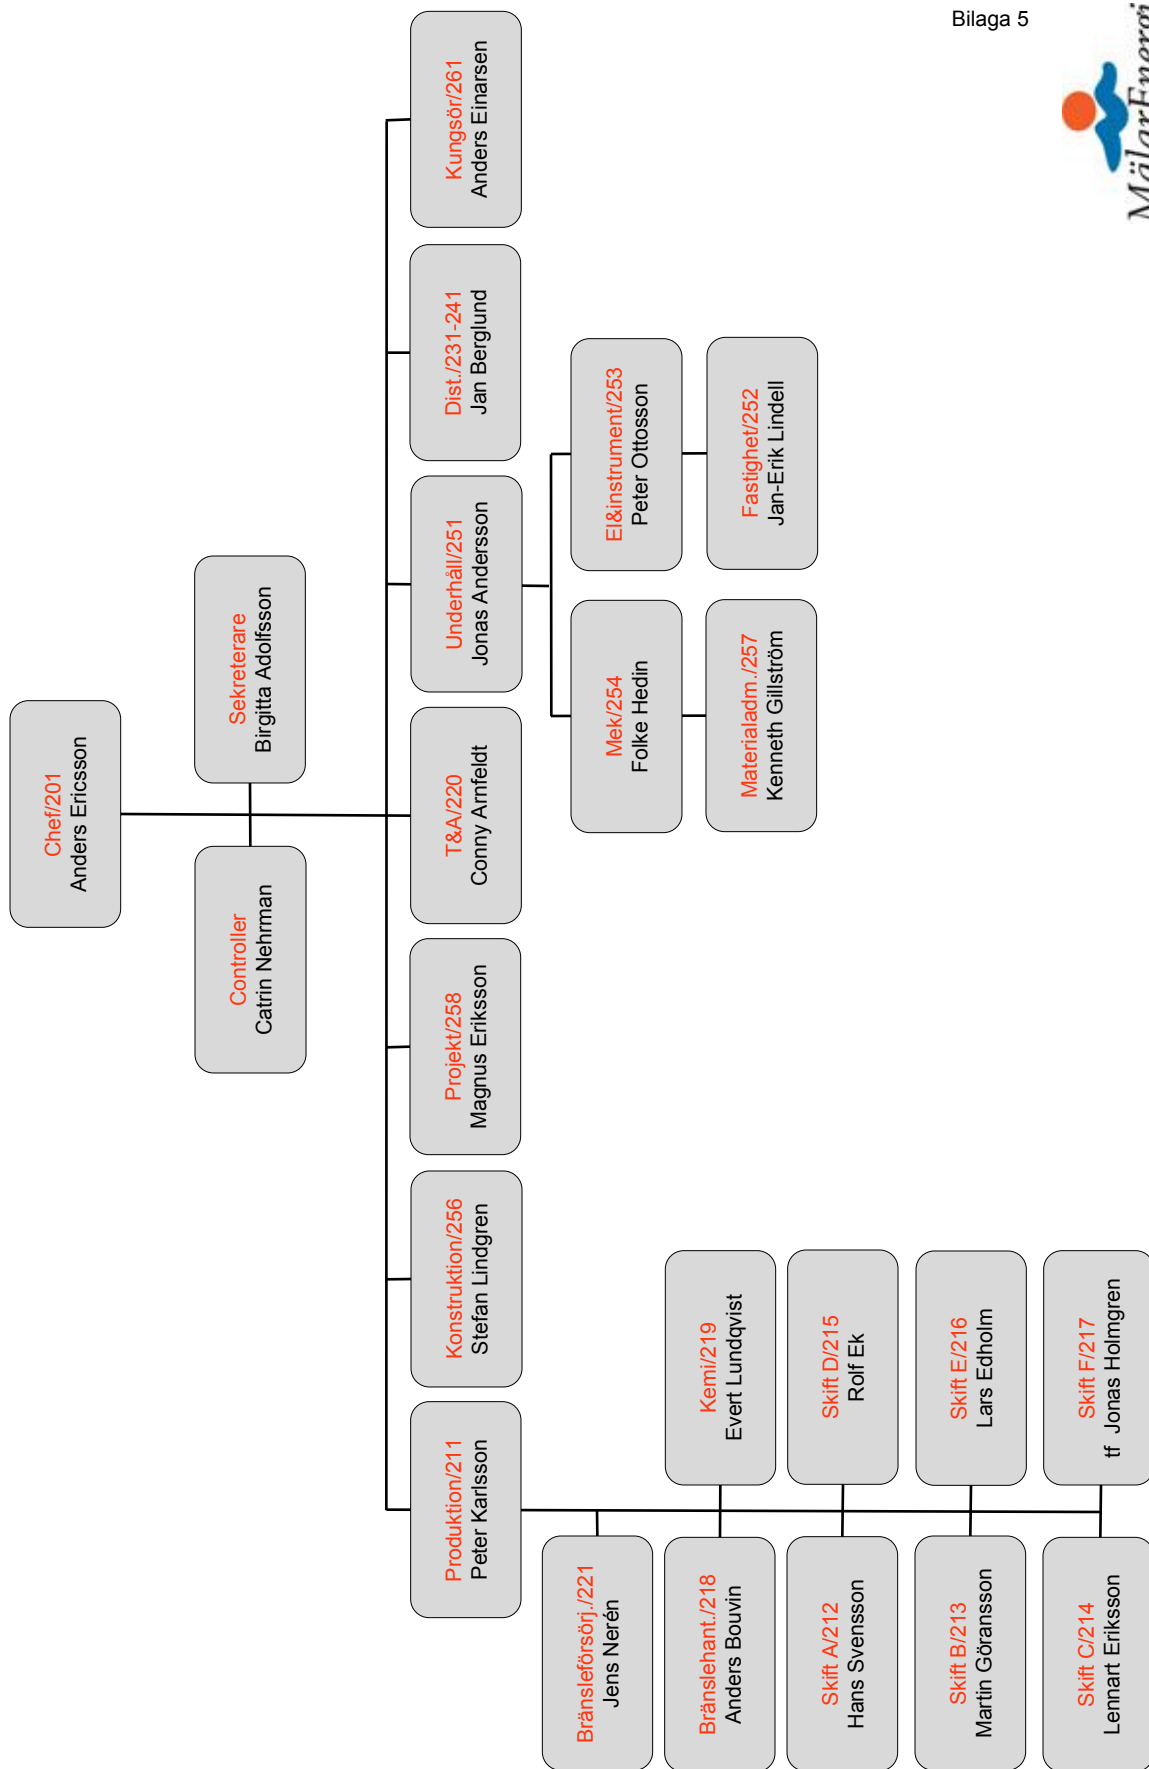 Bilaga 5
MälarEnergi
Chef/201
Anders Ericsson
Controller
Catrin Nehrman
Sekreterare
Birgitta Adolfsson
Produktion/211
Peter Karlsson
Konstruktion/256
Stefan Lindgren
Projekt/258
Magnus Eriksson
T&A/220
Conny Arnfeldt
Underhåll/251
Jonas Andersson
Dist./231-241
Jan Berglund
Kungsör/261
Anders Einarsen
Bränsleförsörj./221
Jens Nerén
Bränslehant./218
Anders Bouvin
Kemi/219
Evert Lundqvist
Skift A/212
Hans Svensson
Skift D/215
Rolf Ek
Skift B/213
Martin Göransson
Skift E/216
Lars Edholm
Skift C/214
Lennart Eriksson
Skift F/217
tf Jonas Holmgren
Mek/254
Folke Hedin
El&instrument/253
Peter Ottosson
Materialadm./257
Kenneth Gillström
Fastighet/252
Jan-Erik Lindell